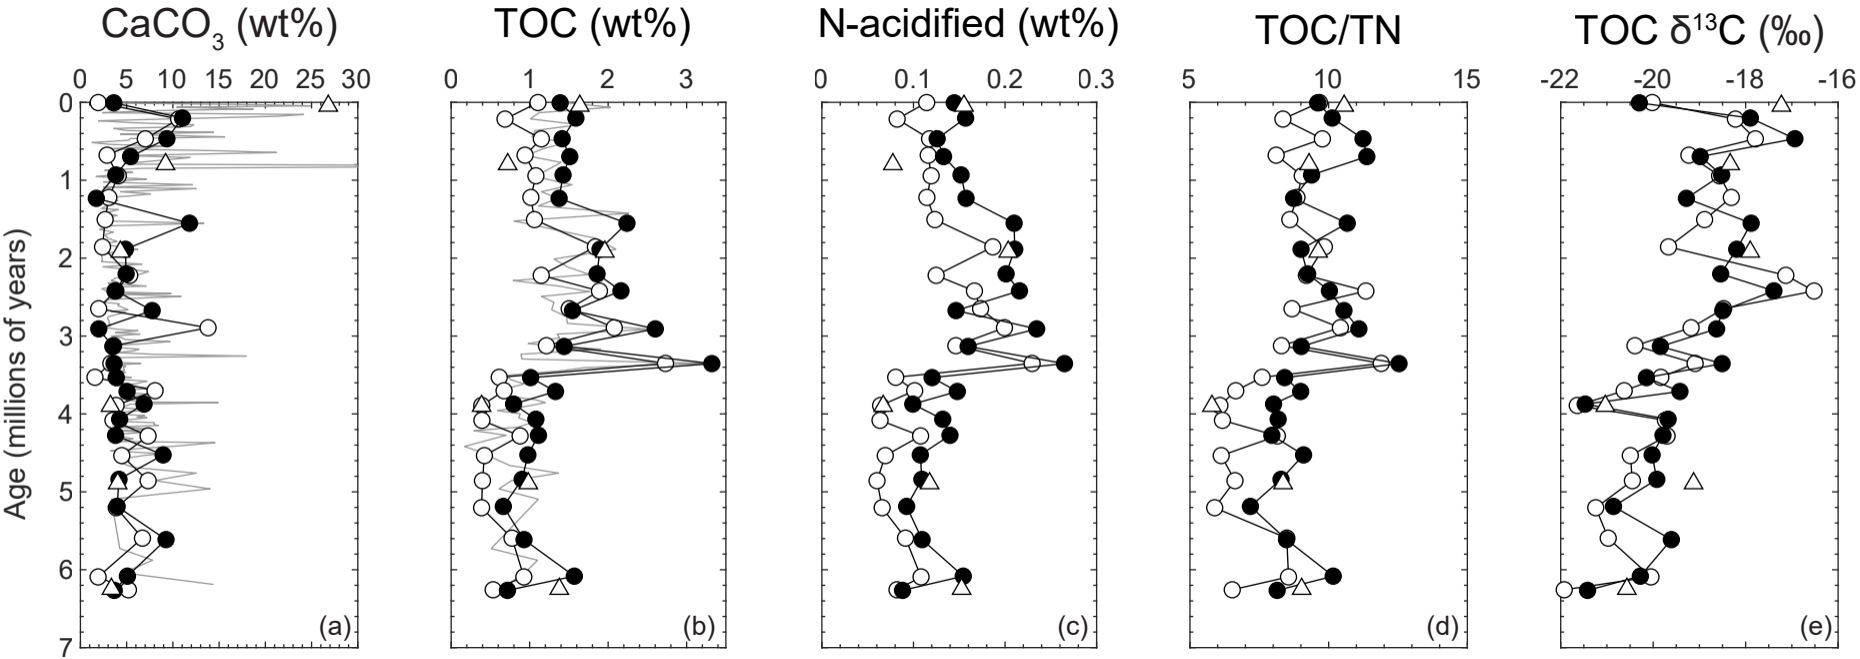 CaCO3 (wt%) TOC (wt%) N-acidified (wt%) TOC/TN TOC δ¹³C (‰)
0 5 10 15 20 25 30 0 1 2 3 0 0.1 0.2 0.3 5 10 15 -22 -20 -18 -16
0
1
2
3
4
5
6
7
Age (millions of years)
(a) (b) (c) (d) (e)